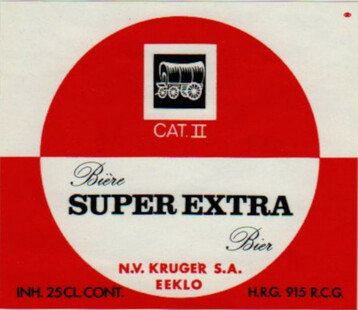 CAT. II
Bière
SUPER EXTRA
Bier
N.V. KRUGER S.A.
EEKLO
INH. 25CL. CONT.
H.R.G. 915 R.C.G.